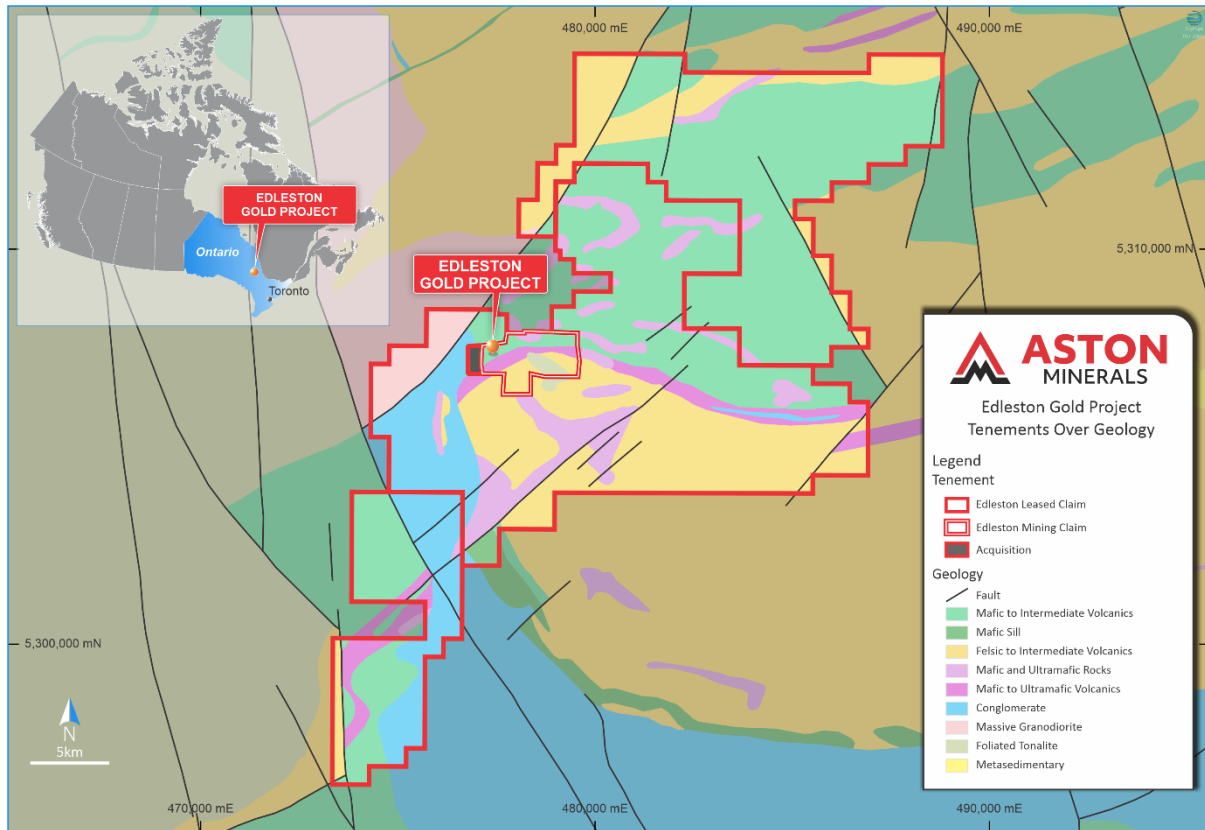 480,000 mE
490,000 mE
EDLESTON
GOLD PROJECT
Ontario
Toronto
5,310,000 mN
EDLESTON
GOLD PROJECT
ASTON
MINERALS
Edleston Gold Project
Tenements Over Geology
Legend
Tenement
Edleston Leased Claim
Edleston Mining Claim
Acquisition
Geology
Fault
Mafic to Intermediate Volcanics
Mafic Sill
Felsic to Intermediate Volcanics
Mafic and Ultramafic Rocks
Mafic to Ultramafic Volcanics
Conglomerate
Massive Granodiorite
Foliated Tonalite
Metasedimentary
5,300,000 mN
N
5km
470,000 mE
480,000 mE
490,000 mE